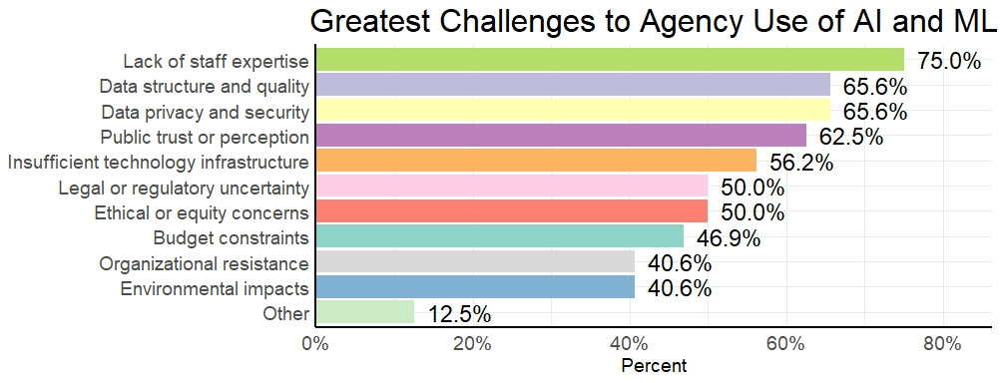 Greatest Challenges to Agency Use of AI and ML
Lack of staff expertise 75.0%
Data structure and quality 65.6%
Data privacy and security 65.6%
Public trust or perception 62.5%
Insufficient technology infrastructure 56.2%
Legal or regulatory uncertainty 50.0%
Ethical or equity concerns 50.0%
Budget constraints 46.9%
Organizational resistance 40.6%
Environmental impacts 40.6%
Other 12.5%
0% 20% 40% 60% 80%
Percent